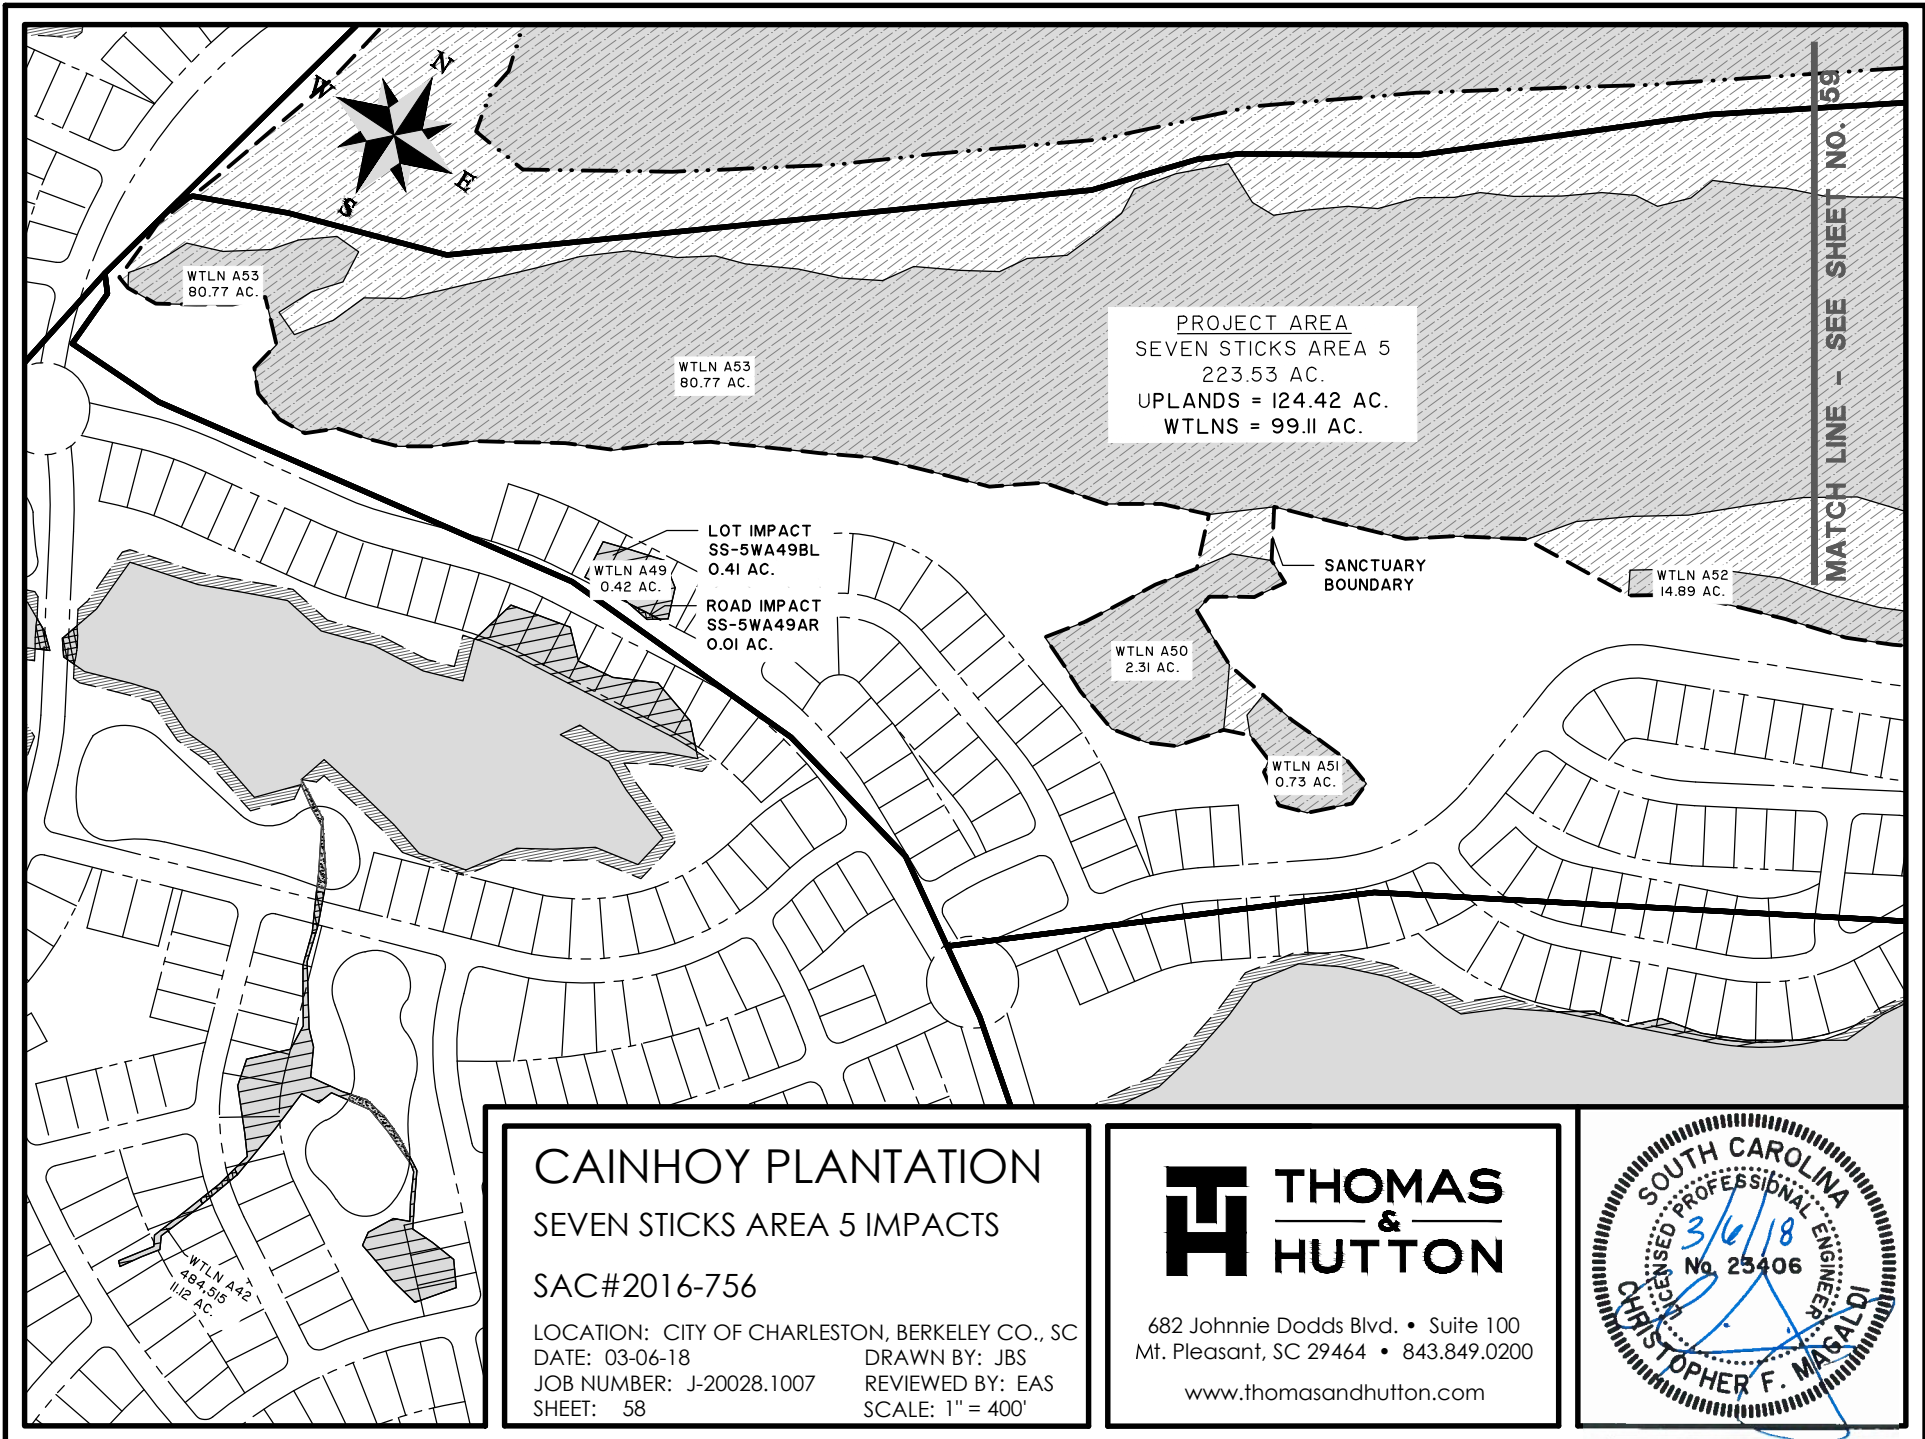 N
W
E
S
MATCH LINE - SEE SHEET NO. 59
WTLN A53
80.77 AC.
WTLN A53
80.77 AC.
PROJECT AREA
SEVEN STICKS AREA 5
223.53 AC.
UPLANDS = 124.42 AC.
WTLNS = 99.11 AC.
LOT IMPACT
SS-5WA49BL
0.41 AC.
WTLN A49
0.42 AC.
ROAD IMPACT
SS-5WA49AR
0.01 AC.
SANCTUARY
BOUNDARY
WTLN A52
14.89 AC.
WTLN A50
2.31 AC.
WTLN A51
0.73 AC.
WTLN A42
484,515
11.12 AC.
CAINHOY PLANTATION
SEVEN STICKS AREA 5 IMPACTS
SAC#2016-756
LOCATION: CITY OF CHARLESTON, BERKELEY CO., SC
DATE: 03-06-18 DRAWN BY: JBS
JOB NUMBER: J-20028.1007 REVIEWED BY: EAS
SHEET: 58 SCALE: 1" = 400'
TH
THOMAS
&
HUTTON
682 Johnnie Dodds Blvd. • Suite 100
Mt. Pleasant, SC 29464 • 843.849.0200
www.thomasandhutton.com
SOUTH CAROLINA
LICENSED PROFESSIONAL ENGINEER
3/6/18
No. 23406
CHRISTOPHER F. MAGALDI